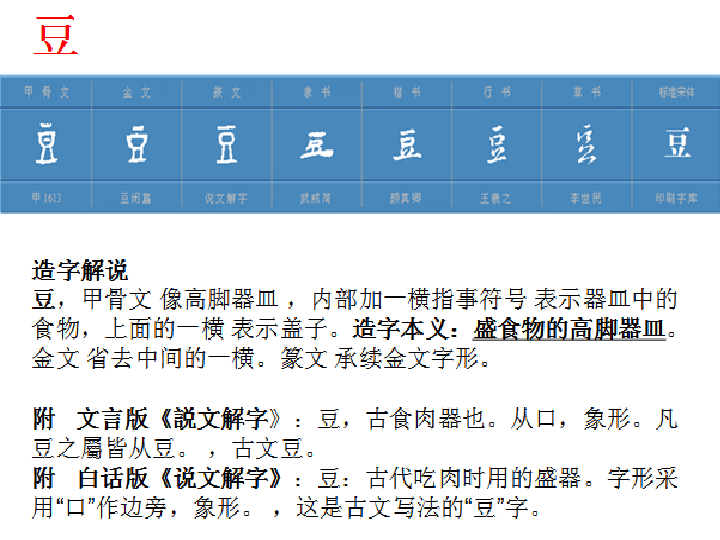 豆
甲 骨 文 金 文 篆 文 隶 书 楷 书 行 书 草 书 标准宋体
豆 豆 豆 豆 豆 豆 豆 豆
甲1613 豆闭簋 说文解字 武威简 颜真卿 王羲之 李世民 印刷字库
造字解说
豆，甲骨文 像高脚器皿 ，内部加一横指事符号 表示器皿中的
食物，上面的一横 表示盖子。造字本义：盛食物的高脚器皿。
金文 省去中间的一横。篆文 承续金文字形。
附 文言版《説文解字》：豆，古食肉器也。从口，象形。凡
豆之屬皆从豆。 ，古文豆。
附 白话版《说文解字》：豆：古代吃肉时用的盛器。字形采
用“口”作边旁，象形。 ，这是古文写法的“豆”字。